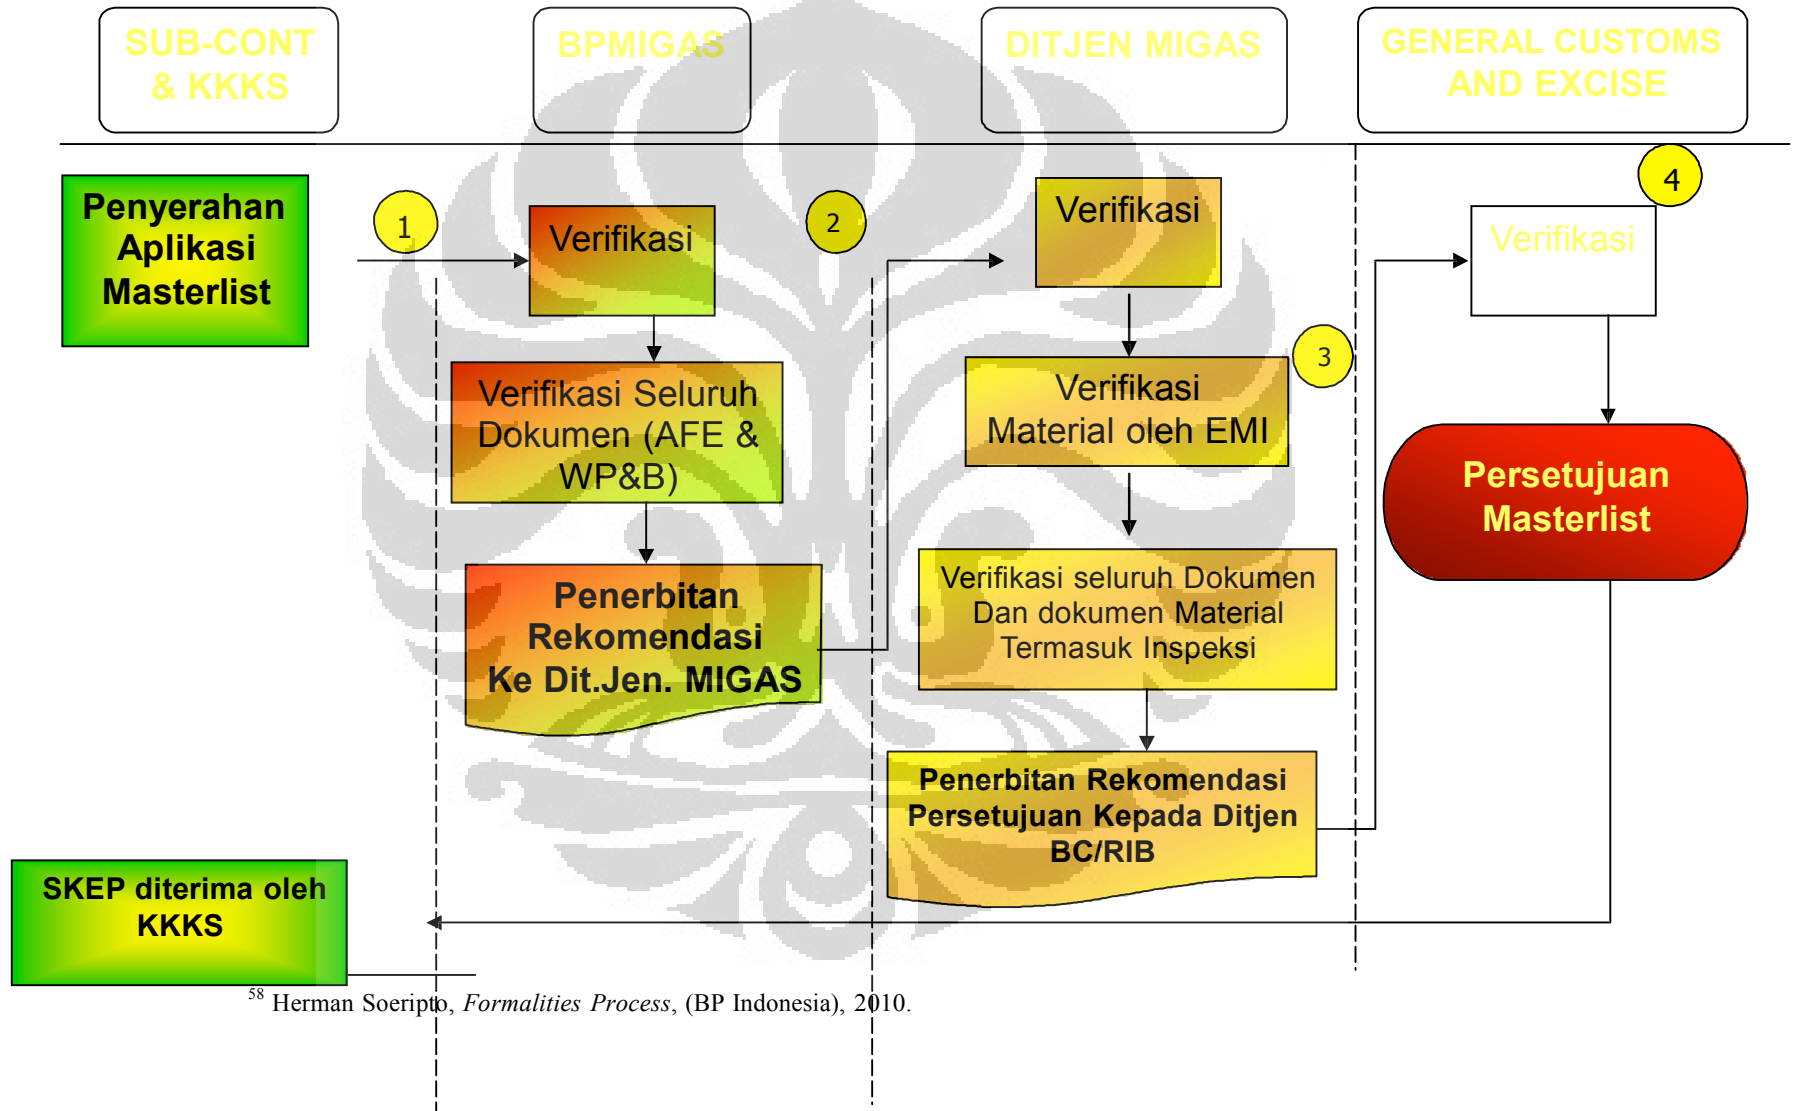 SUB-CONT
& KKKS
BPMIGAS
DITJEN MIGAS
GENERAL CUSTOMS
AND EXCISE
Penyerahan
Aplikasi
Masterlist
1
Verifikasi
Verifikasi Seluruh
Dokumen (AFE &
WP&B)
Penerbitan
Rekomendasi
Ke Dit.Jen. MIGAS
2
Verifikasi
Verifikasi
Material oleh EMI
3
Verifikasi seluruh Dokumen
Dan dokumen Material
Termasuk Inspeksi
Penerbitan Rekomendasi
Persetujuan Kepada Ditjen
BC/RIB
4
Verifikasi
Persetujuan
Masterlist
SKEP diterima oleh
KKKS
58 Herman Soeripto, Formalities Process, (BP Indonesia), 2010.